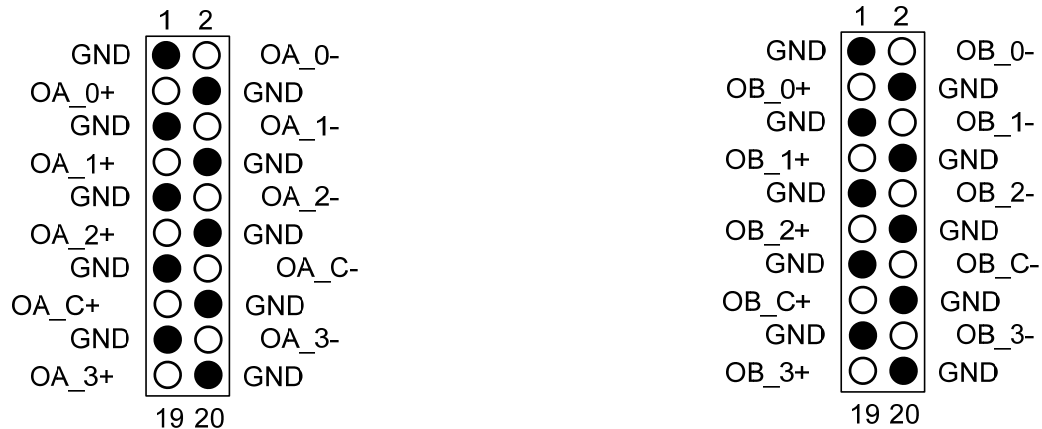 1 2
GND OA_0-
OA_0+ GND
GND OA_1-
OA_1+ GND
GND OA_2-
OA_2+ GND
GND OA_C-
OA_C+ GND
GND OA_3-
OA_3+ GND
19 20
1 2
GND OB_0-
OB_0+ GND
GND OB_1-
OB_1+ GND
GND OB_2-
OB_2+ GND
GND OB_C-
OB_C+ GND
GND OB_3-
OB_3+ GND
19 20